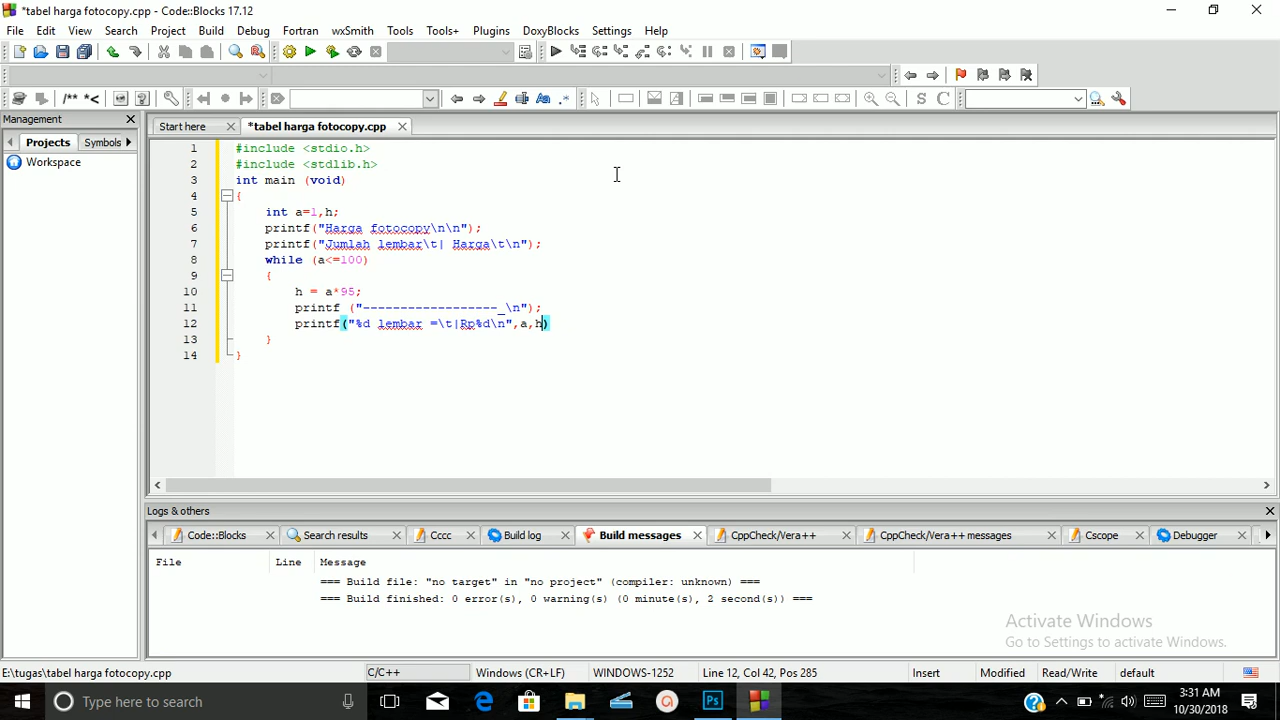 *tabel harga fotocopy.cpp - Code::Blocks 17.12
File Edit View Search Project Build Debug Fortran wxSmith Tools Tools+ Plugins DoxyBlocks Settings Help
/** *<
S C
Management
Start here *tabel harga fotocopy.cpp
Projects Symbols
Workspace
1 #include <stdio.h>
2 #include <stdlib.h>
3 int main (void)
4 {
5 int a=1,h;
6 printf("Harga fotocopy\n\n");
7 printf("Jumlah lembar\t| Harga\t\n");
8 while (a<=100)
9 {
10 h = a*95;
11 printf ("------------------_\n");
12 printf("%d lembar =\t|Rp%d\n",a,h)
13 }
14 }
Logs & others
Code::Blocks Search results Cccc Build log Build messages CppCheck/Vera++ CppCheck/Vera++ messages Cscope Debugger
File Line Message
=== Build file: "no target" in "no project" (compiler: unknown) ===
=== Build finished: 0 error(s), 0 warning(s) (0 minute(s), 2 second(s)) ===
Activate Windows
Go to Settings to activate Windows.
E:\tugas\tabel harga fotocopy.cpp C/C++ Windows (CR+LF) WINDOWS-1252 Line 12, Col 42, Pos 285 Insert Modified Read/Write default
Type here to search
Ps
3:31 AM
10/30/2018